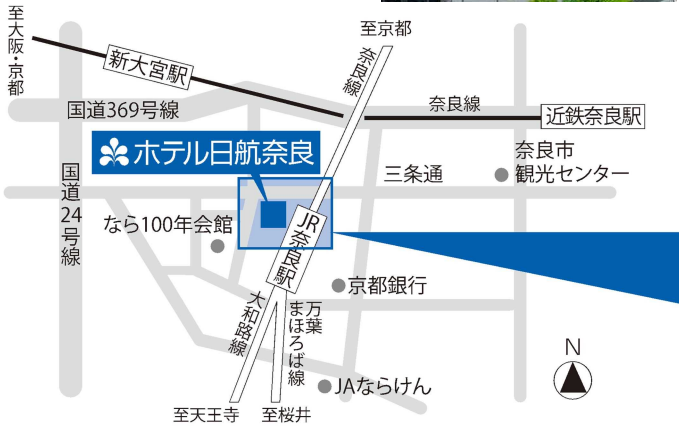 至大阪・京都
至京都
新大宮駅
奈良線
国道369号線
奈良線
近鉄奈良駅
ホテル日航奈良
奈良市
観光センター
三条通
国道24号線
なら100年会館
JR奈良駅
京都銀行
大和路線
万葉
まほろば線
JAならけん
N
至天王寺
至桜井